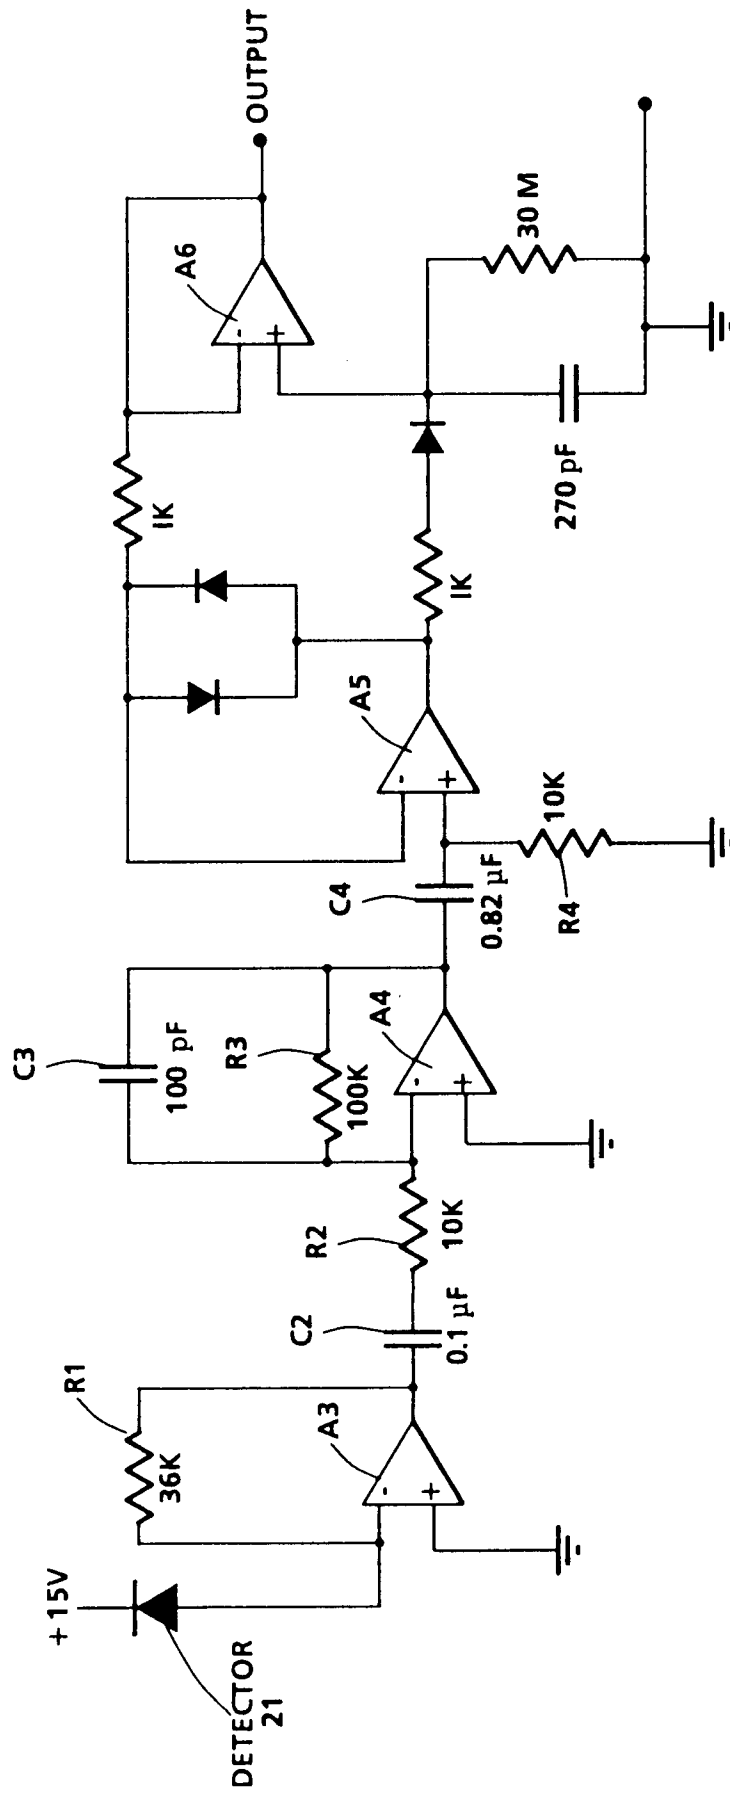 +15V
DETECTOR
21
R1
36K
A3
-
+
C2
0.1 µF
R2
10K
C3
100 pF
R3
100K
A4
-
+
C4
0.82 µF
R4
10K
A5
-
+
1K
1K
A6
-
+
270 pF
30 M
OUTPUT